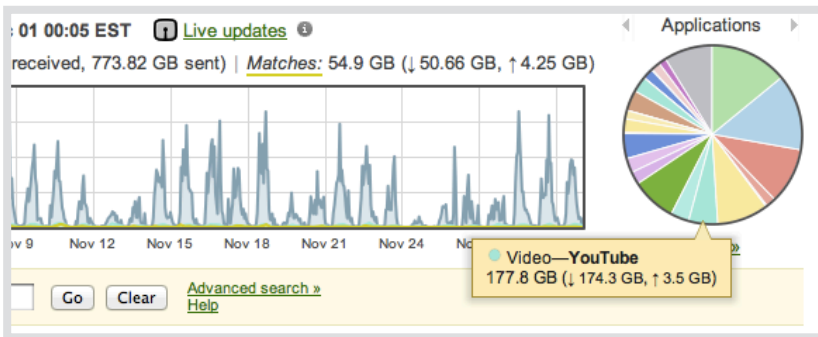 01 00:05 EST Live updates
received, 773.82 GB sent) | Matches: 54.9 GB (↓50.66 GB, ↑4.25 GB)
Applications
Nov 12 Nov 15 Nov 18 Nov 21 Nov 24
Video—YouTube
177.8 GB (↓ 174.3 GB, ↑ 3.5 GB)
Go Clear Advanced search »
Help